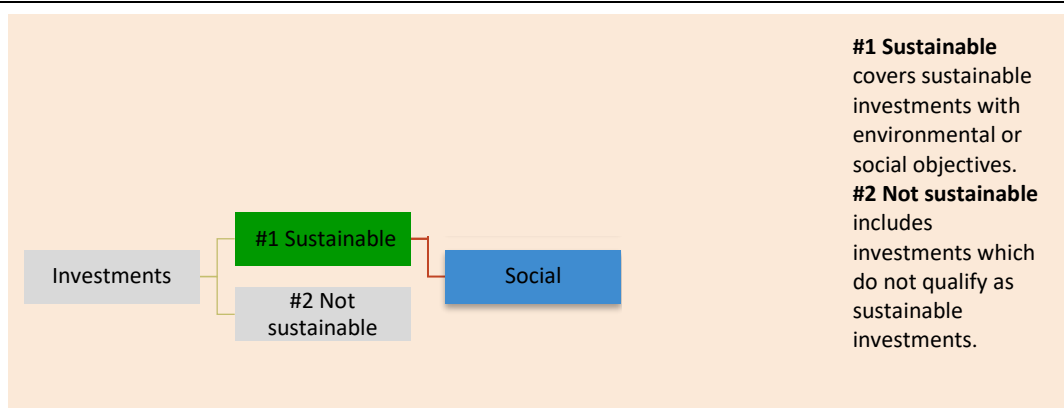 #1 Sustainable
covers sustainable
investments with
environmental or
social objectives.
#2 Not sustainable
includes
investments which
do not qualify as
sustainable
investments.
Investments
#1 Sustainable
#2 Not
sustainable
Social